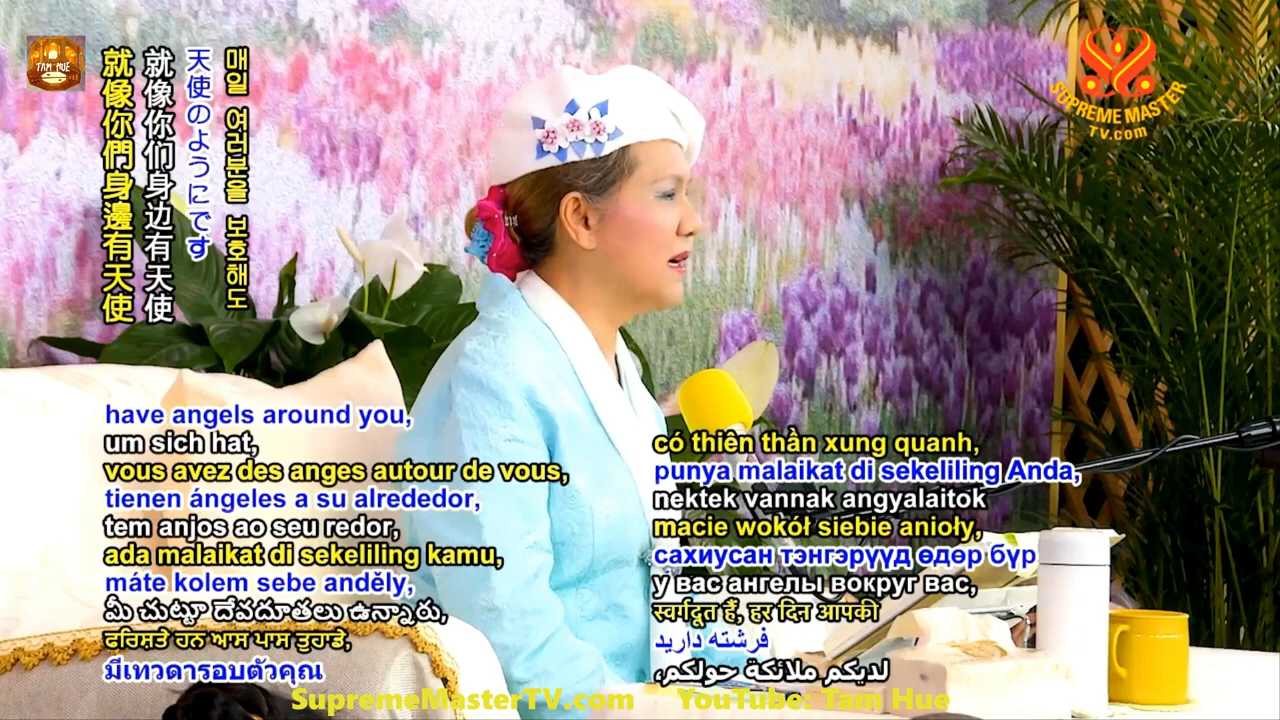 TAM HUE
就像你們身邊有天使
就像你们身边有天使
天使のようにです
매일 여러분을 보호해도
SUPREME MASTER
TV.com
have angels around you,
um sich hat,
vous avez des anges autour de vous,
tienen ángeles a su alrededor,
tem anjos ao seu redor,
ada malaikat di sekeliling kamu,
máte kolem sebe anděly,
మీ చుట్టూ దేవదూతలు ఉన్నారు,
ਫਰਿਸ਼ਤੇ ਹਨ ਆਸ ਪਾਸ ਤੁਹਾਡੇ,
มีเทวดารอบตัวคุณ
có thiên thần xung quanh,
punya malaikat di sekeliling Anda,
nektek vannak angyalaitok
macie wokół siebie anioły,
сахиусан тэнгэрүүд өдөр бүр
у вас ангелы вокруг вас,
स्वर्गदूत हैं, हर दिन आपकी
فرشته دارید
لديكم ملائكة حولكم،
SupremeMasterTV.com YouTube: Tam Hue